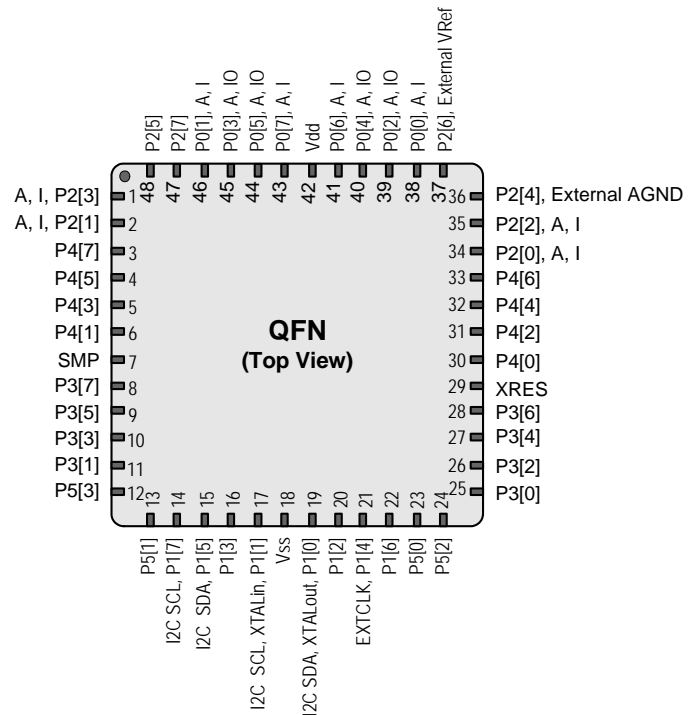 P2[5]
P2[7]
P0[1], A, I
P0[3], A, IO
P0[5], A, IO
P0[7], A, I
Vdd
P0[6], A, I
P0[4], A, IO
P0[2], A, IO
P0[0], A, I
P2[6], External VRef
48
47
46
45
44
43
42
41
40
39
38
37
A, I, P2[3] 1
A, I, P2[1] 2
P4[7] 3
P4[5] 4
P4[3] 5
P4[1] 6
SMP 7
P3[7] 8
P3[5] 9
P3[3] 10
P3[1] 11
P5[3] 12
QFN
(Top View)
36 P2[4], External AGND
35 P2[2], A, I
34 P2[0], A, I
33 P4[6]
32 P4[4]
31 P4[2]
30 P4[0]
29 XRES
28 P3[6]
27 P3[4]
26 P3[2]
25 P3[0]
13
14
15
16
17
18
19
20
21
22
23
24
P5[1]
I2C SCL, P1[7]
I2C SDA, P1[5]
P1[3]
I2C SCL, XTALin, P1[1]
Vss
I2C SDA, XTALout, P1[0]
P1[2]
EXTCLK, P1[4]
P1[6]
P5[0]
P5[2]